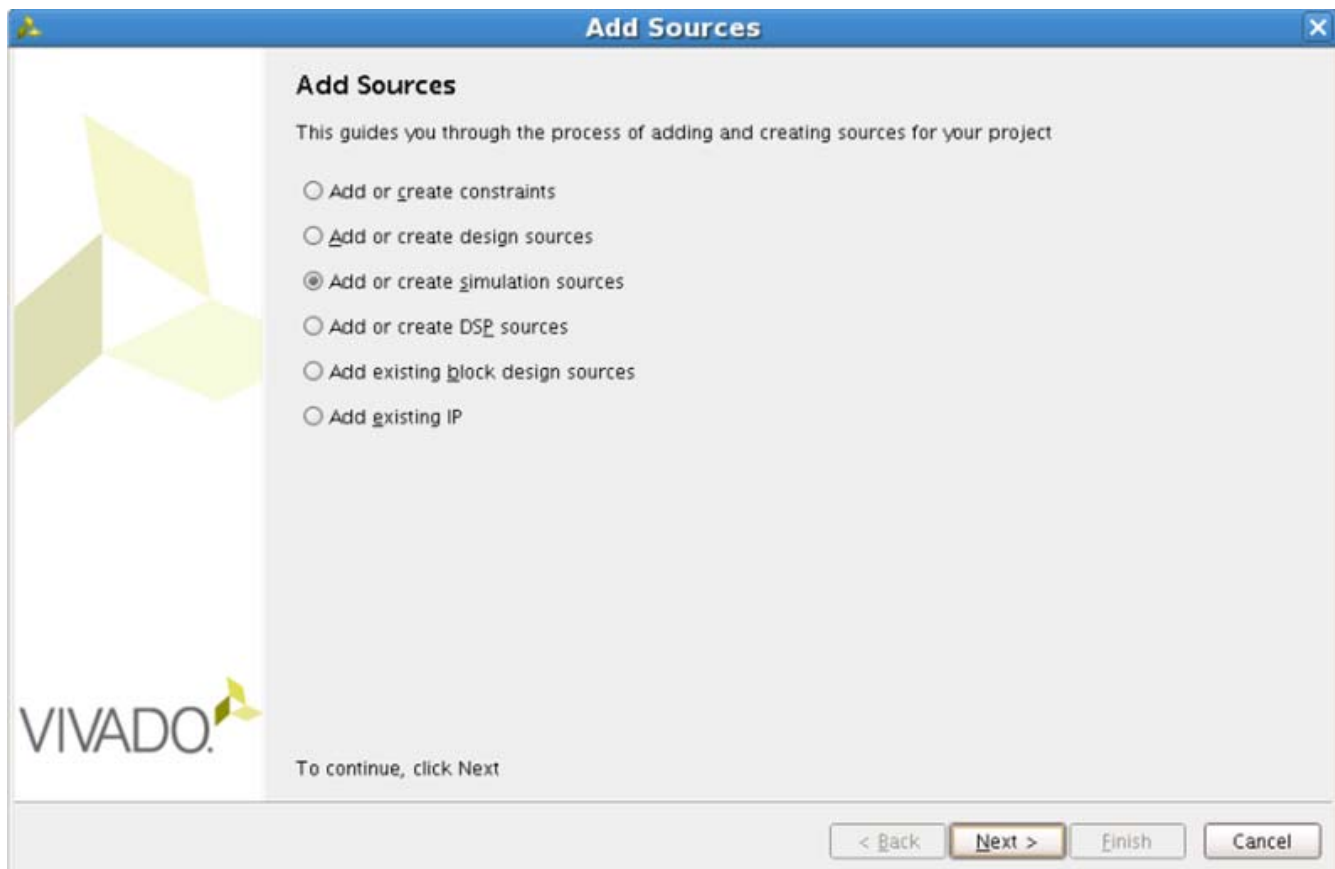 Add Sources
Add Sources
This guides you through the process of adding and creating sources for your project
Add or create constraints
Add or create design sources
Add or create simulation sources
Add or create DSP sources
Add existing block design sources
Add existing IP
VIVADO.
To continue, click Next
< Back Next > Finish Cancel